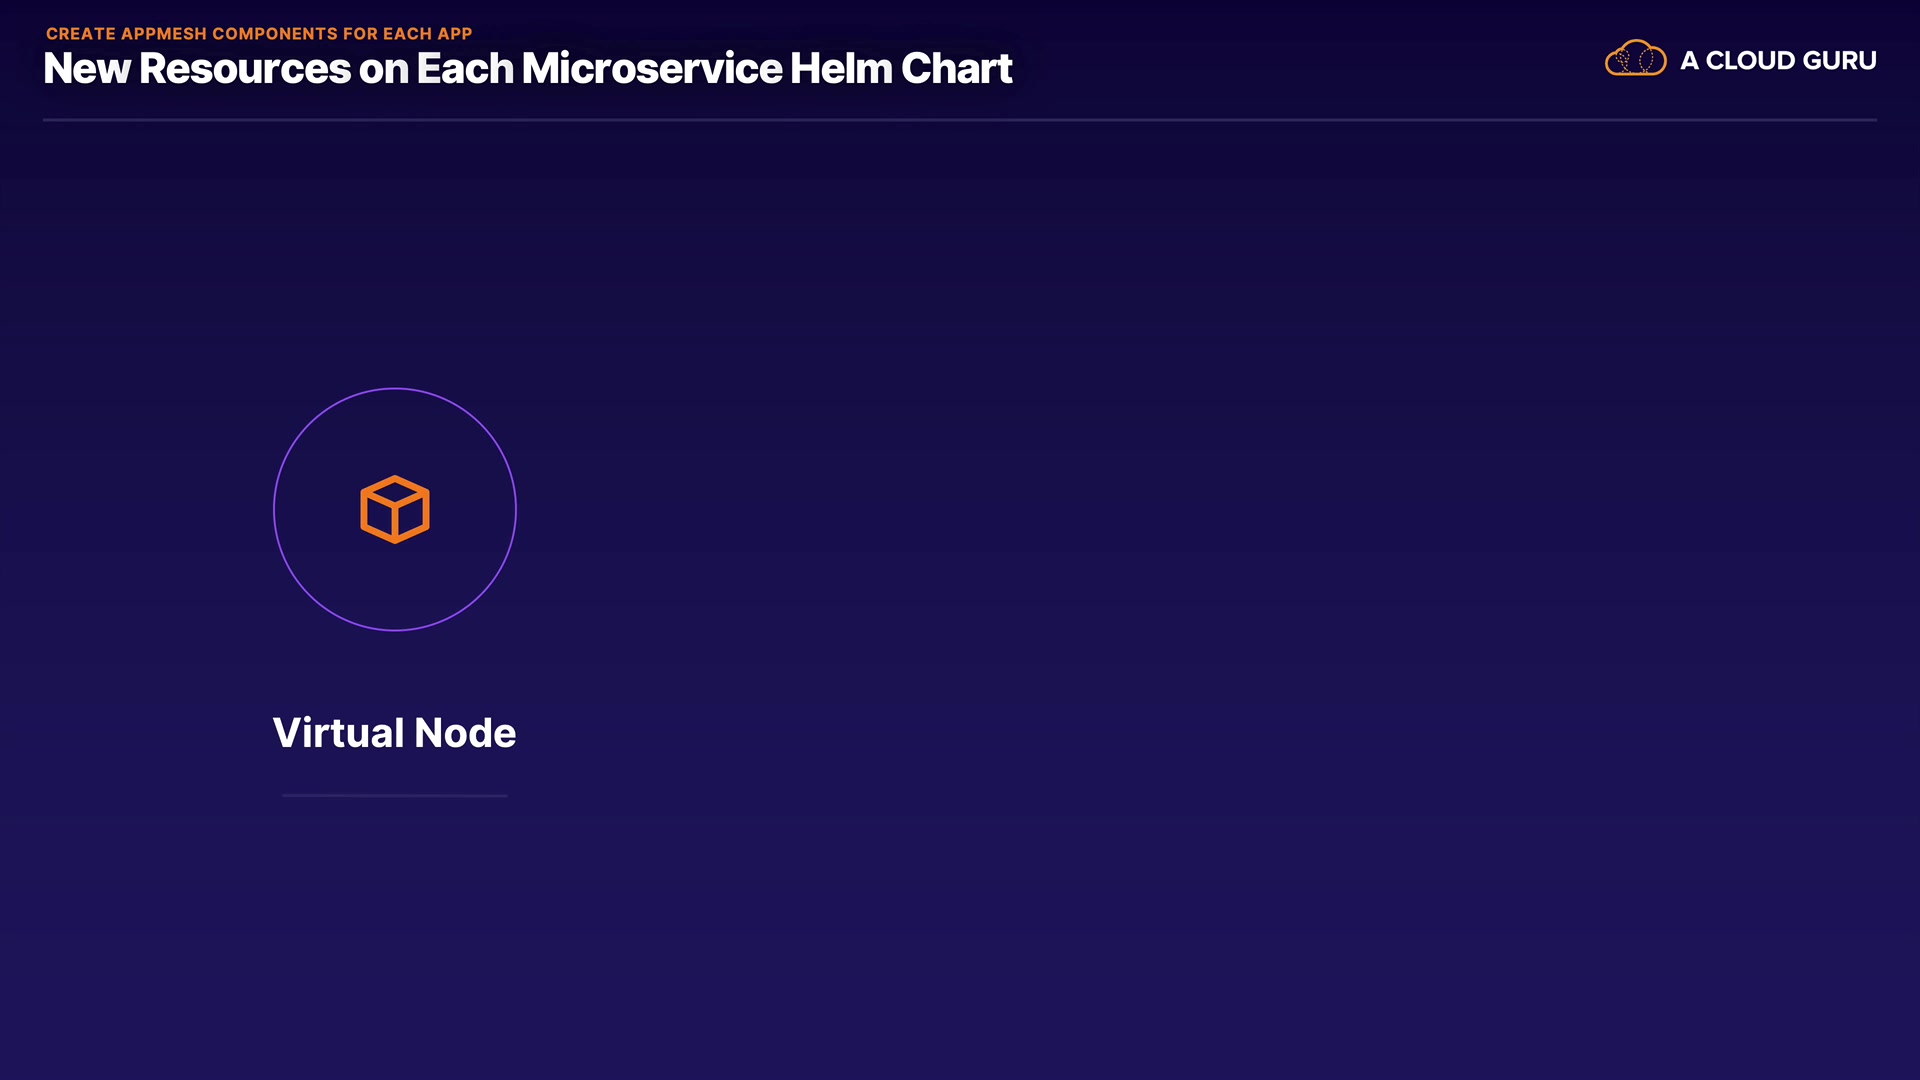 CREATE APPMESH COMPONENTS FOR EACH APP
New Resources on Each Microservice Helm Chart
A CLOUD GURU
Virtual Node